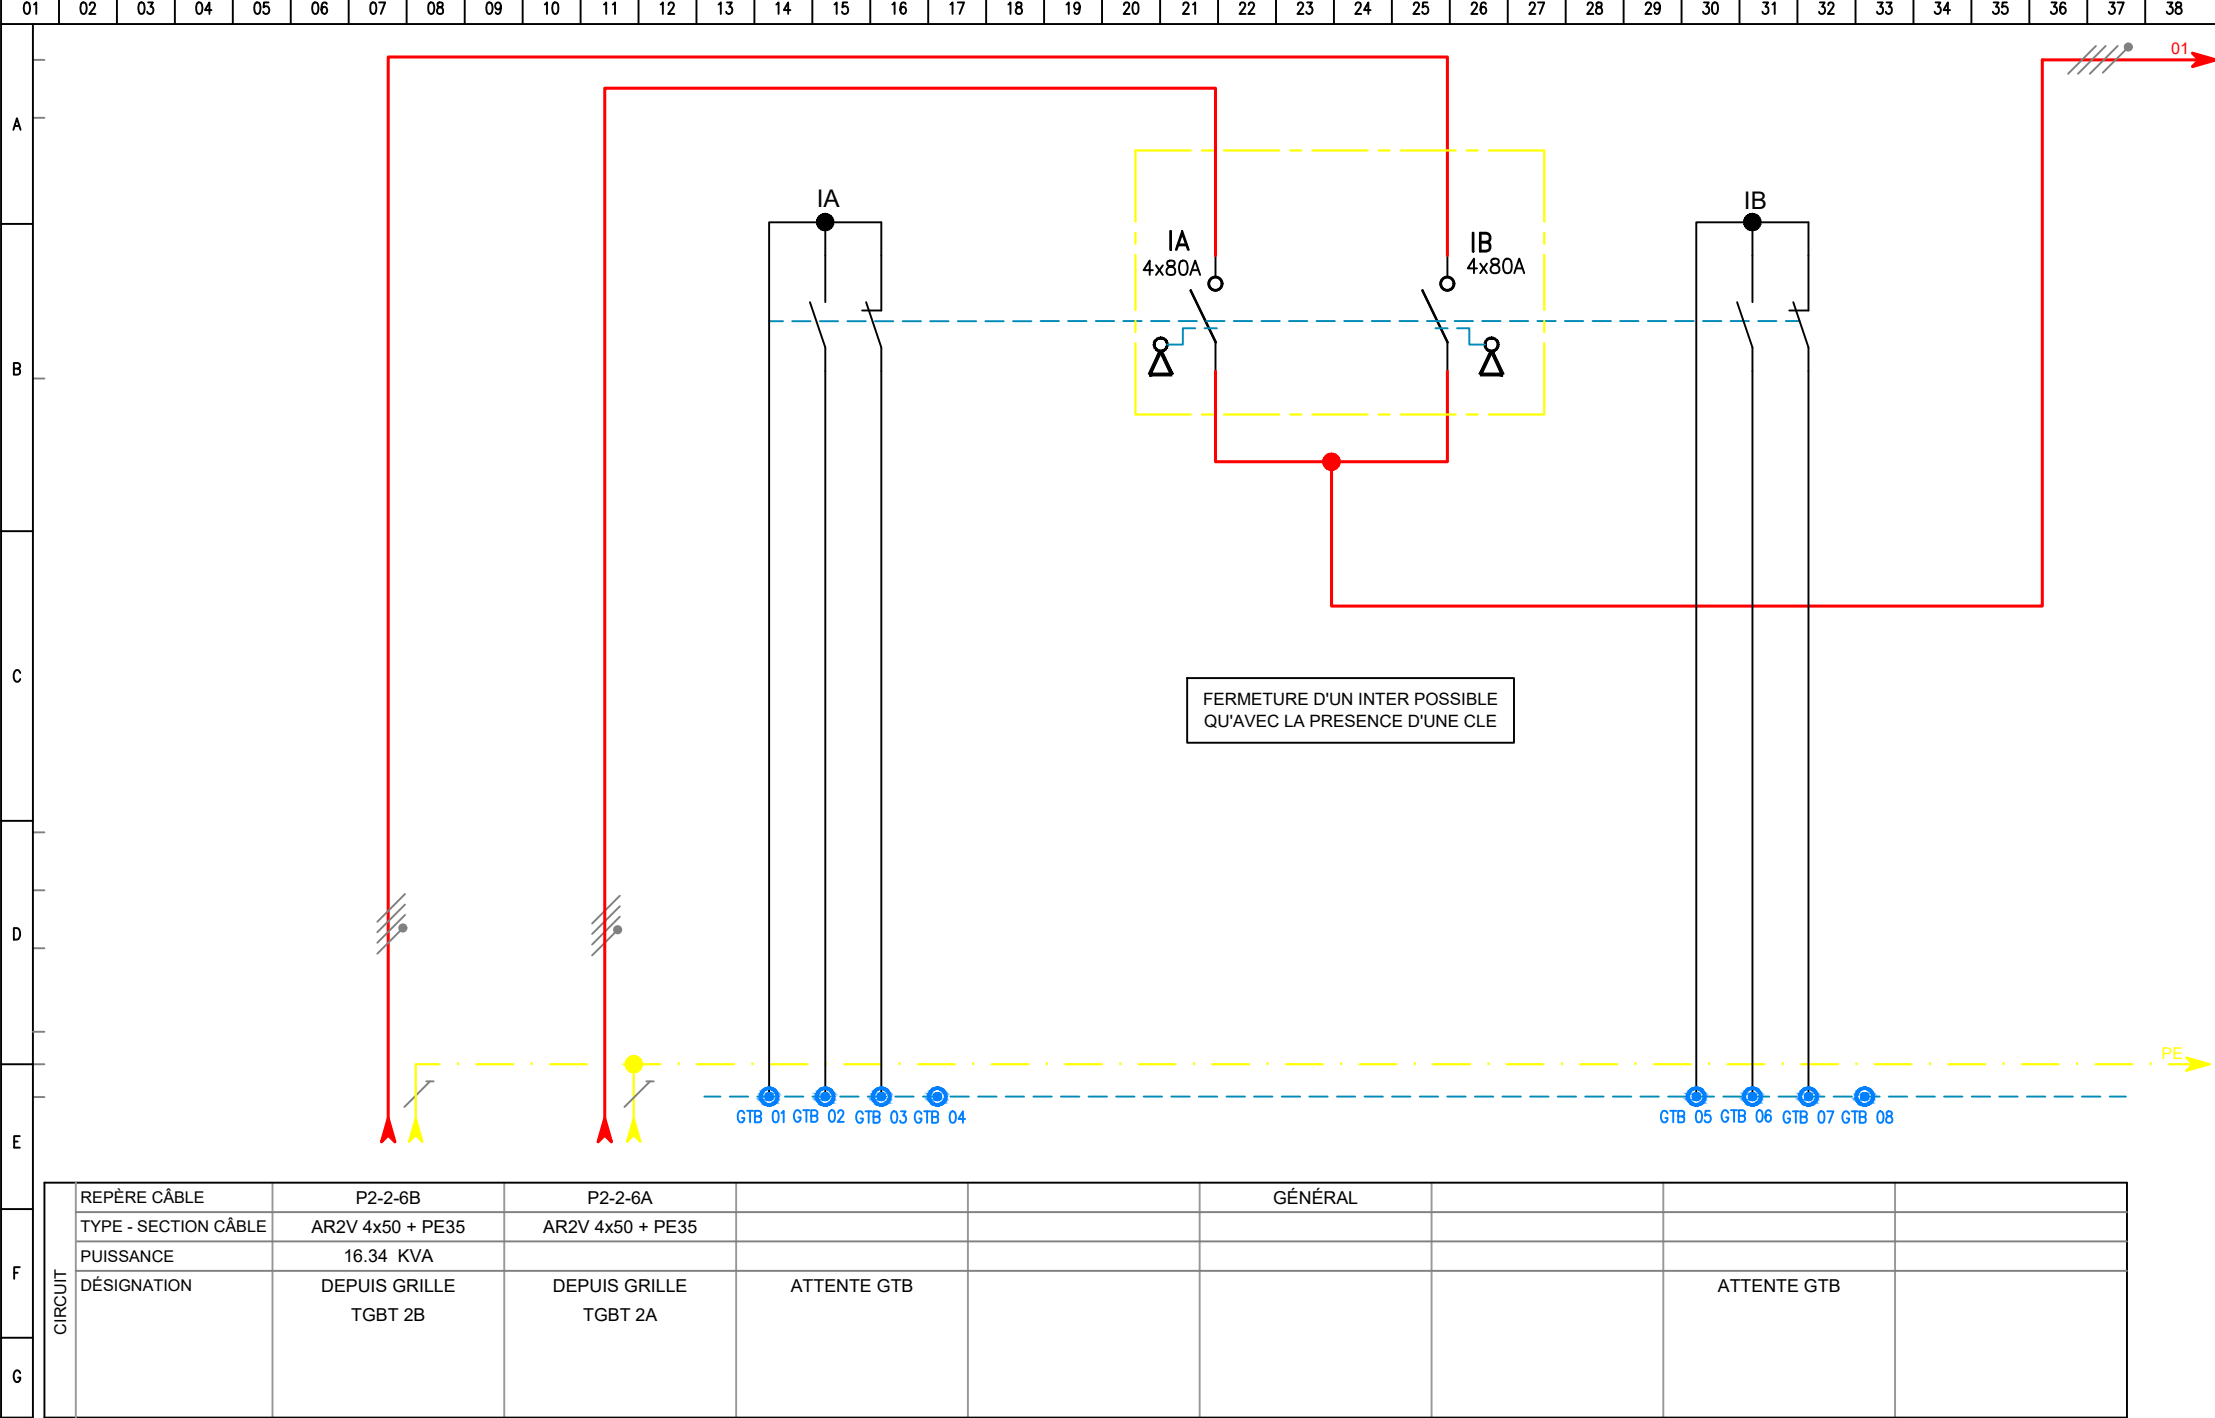 01 02 03 04 05 06 07 08 09 10 11 12 13 14 15 16 17 18 19 20 21 22 23 24 25 26 27 28 29 30 31 32 33 34 35 36 37 38
01
A
IA
IB
IA
4x80A
IB
4x80A
B
C
FERMETURE D'UN INTER POSSIBLE
QU'AVEC LA PRESENCE D'UNE CLE
D
PE
GTB 01 GTB 02 GTB 03 GTB 04
GTB 05 GTB 06 GTB 07 GTB 08
E
REPÈRE CÂBLE P2-2-6B P2-2-6A GÉNÉRAL
TYPE - SECTION CÂBLE AR2V 4x50 + PE35 AR2V 4x50 + PE35
PUISSANCE 16.34 KVA
F
CIRCUIT
DÉSIGNATION DEPUIS GRILLE DEPUIS GRILLE ATTENTE GTB ATTENTE GTB
TGBT 2B TGBT 2A
G